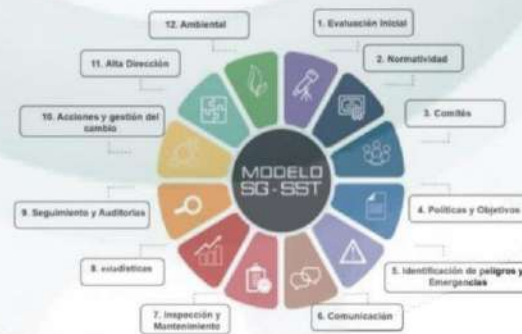 12. Ambiental
1. Evaluación Inicial
11. Alta Dirección
2. Normatividad
10. Acciones y gestión del
cambio
3. Comités
MODELO
SG-SST
9. Seguimiento y Auditorías
4. Políticas y Objetivos
8. estadísticas
5. Identificación de peligros y
Emergencias
7. Inspección y
Mantenimiento
6. Comunicación